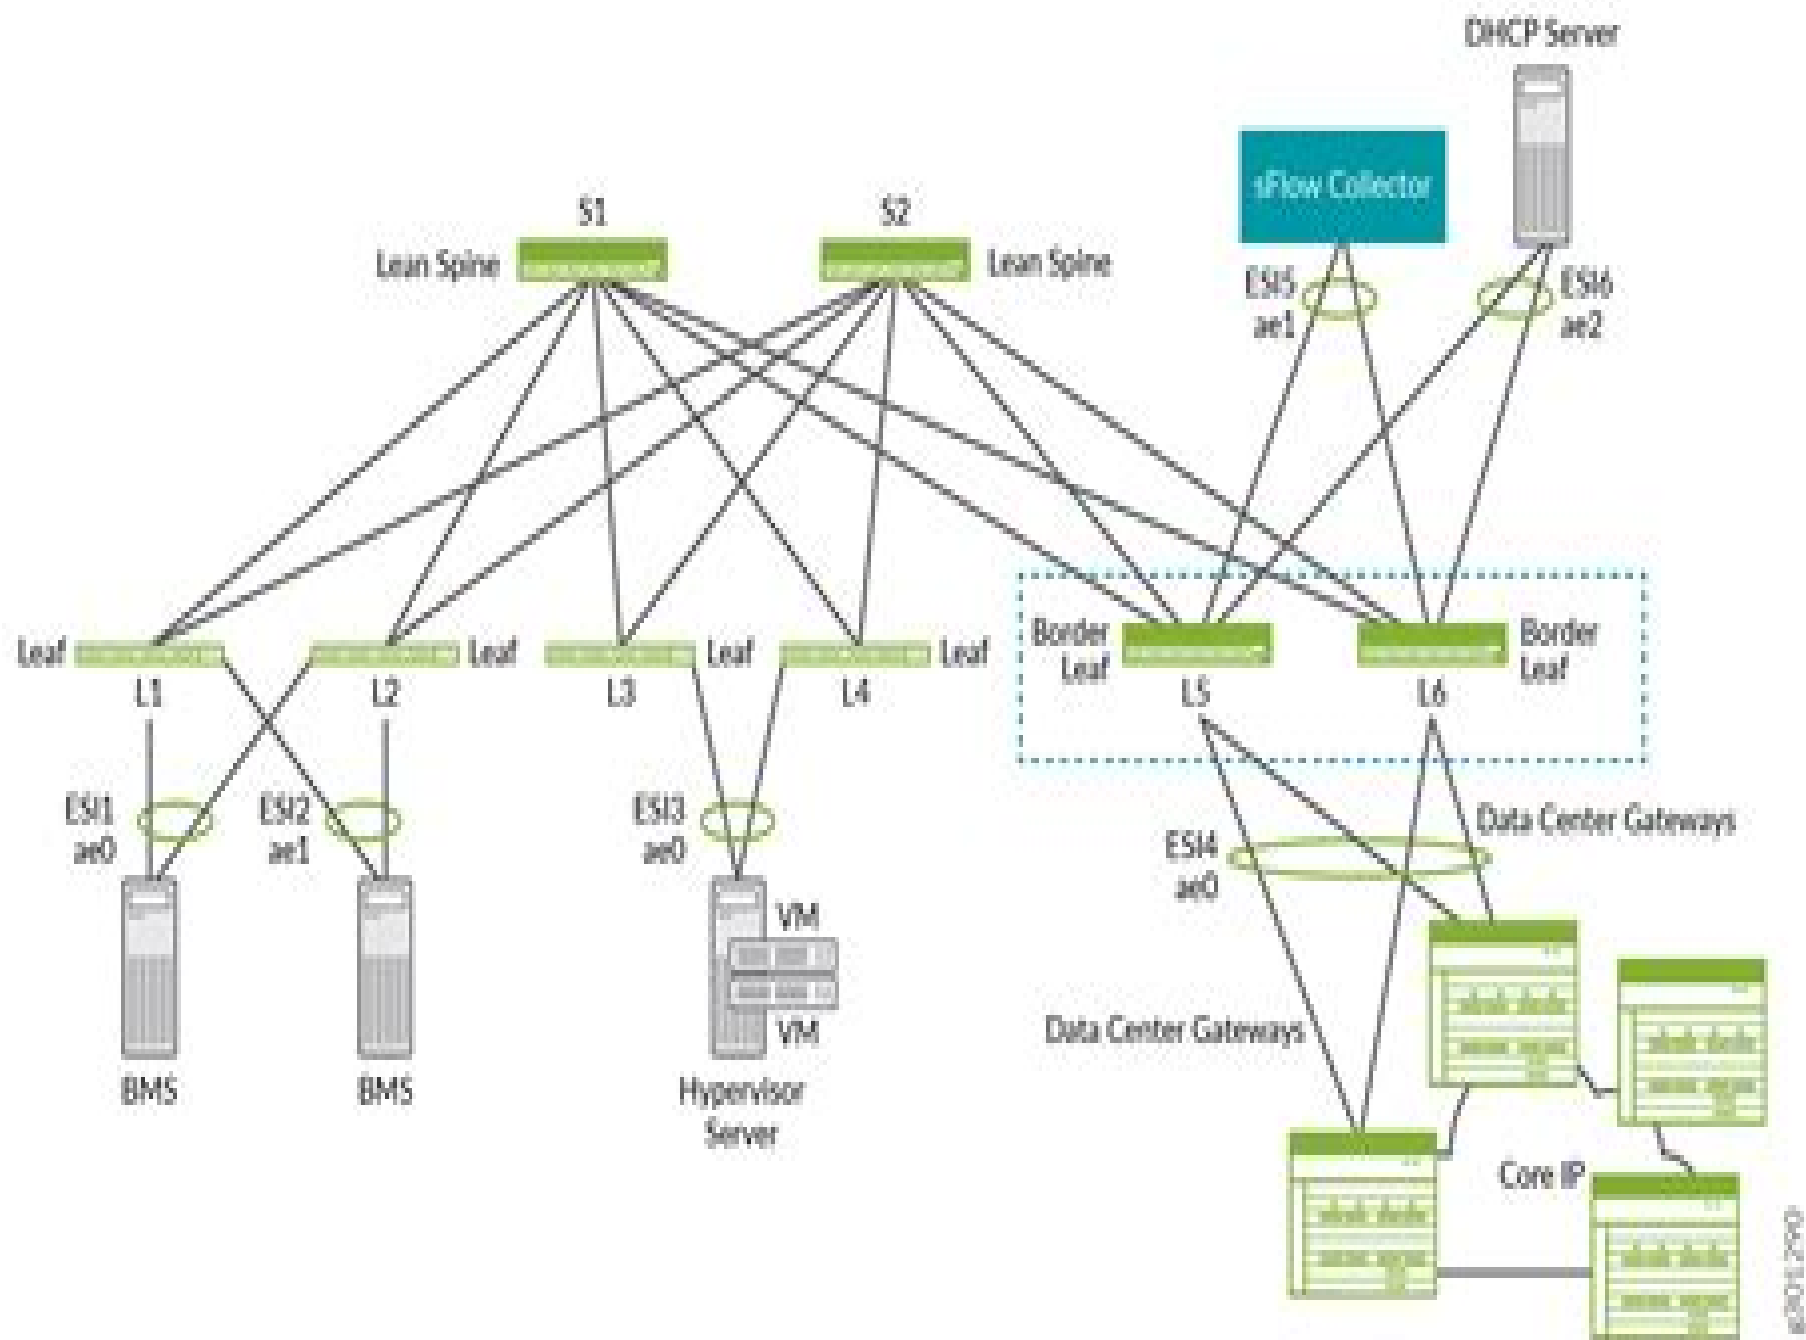 DHCP Server
sFlow Collector
S1
S2
Lean Spine
Lean Spine
ESI5
ae1
ESI6
ae2
Leaf
Leaf
Leaf
Leaf
Border
Leaf
Border
Leaf
L1
L2
L3
L4
L5
L6
ESI1
ae0
ESI2
ae1
ESI3
ae0
ESI4
ae0
Data Center Gateways
VM
VM
Data Center Gateways
BMS
BMS
Hypervisor
Server
Core IP
g301290